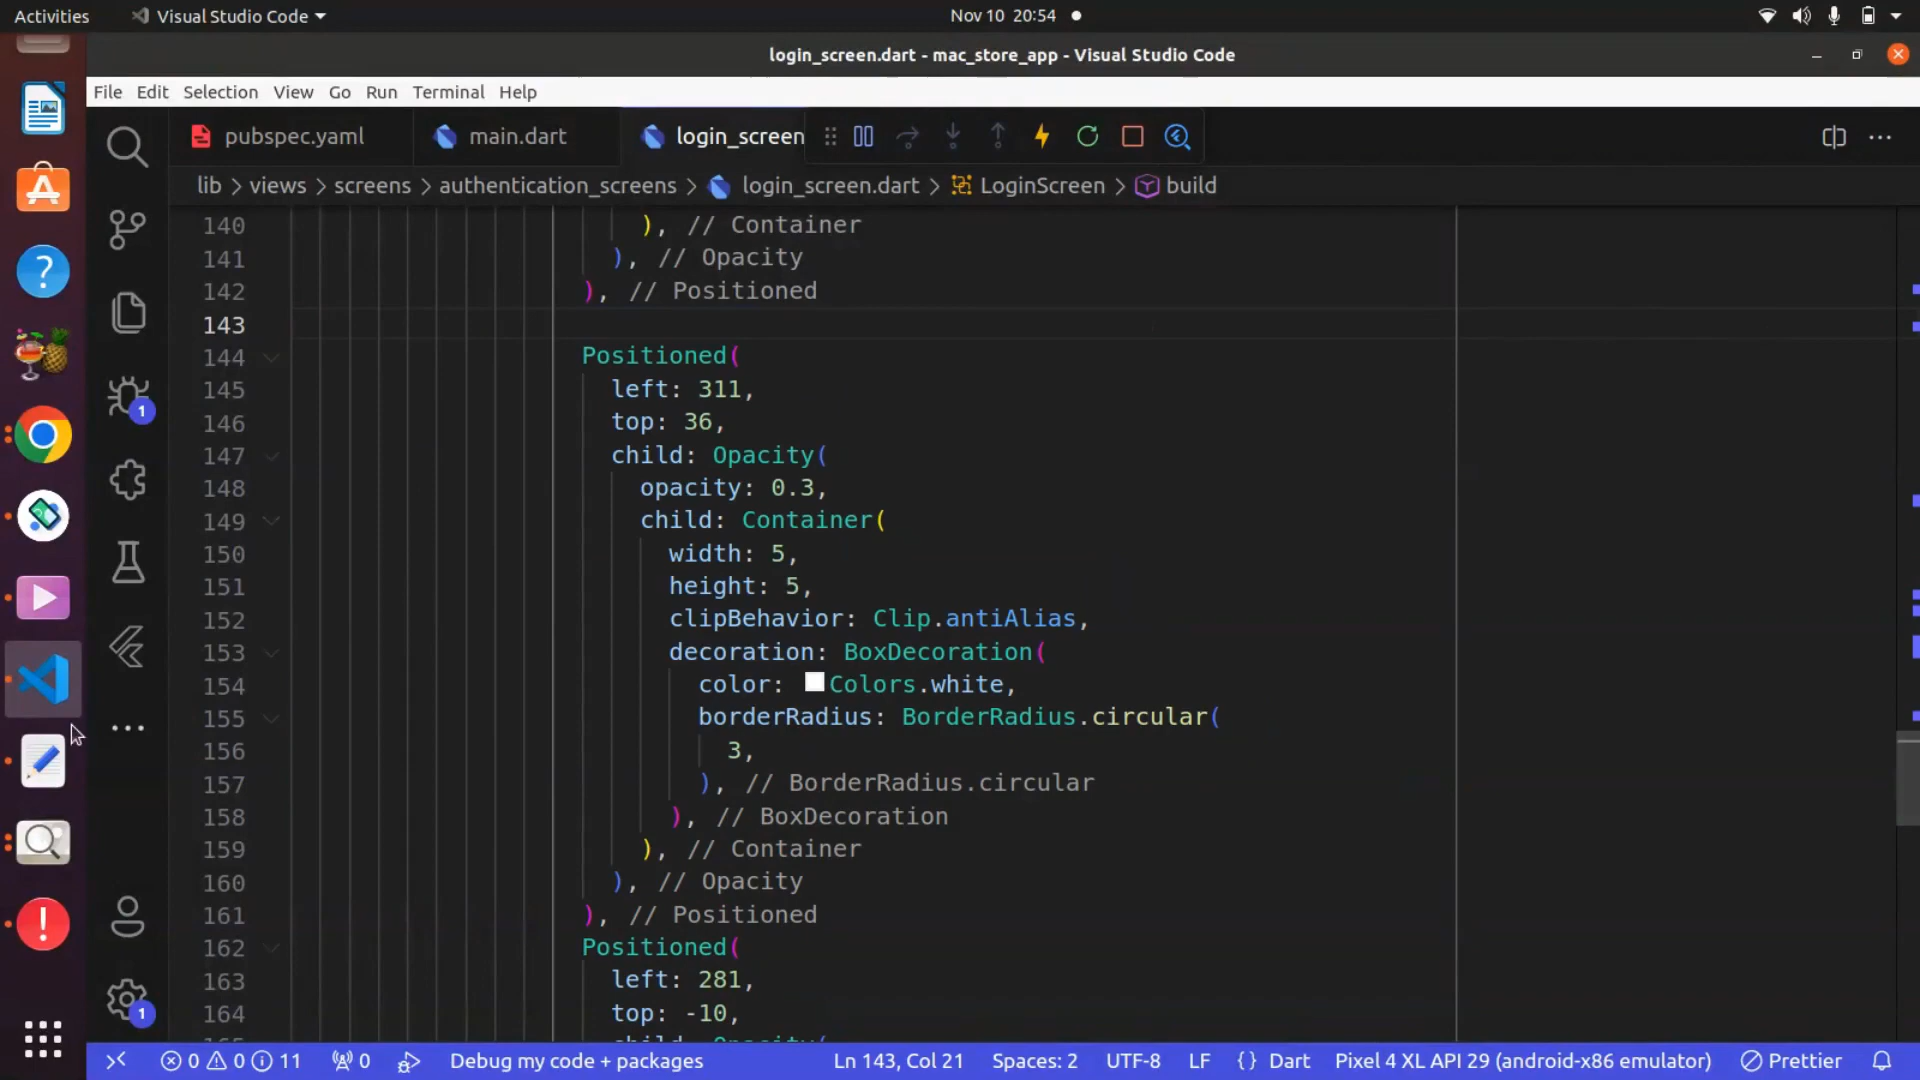 Activities Visual Studio Code Nov 10 20:54
login_screen.dart - mac_store_app - Visual Studio Code
File Edit Selection View Go Run Terminal Help
pubspec.yaml main.dart login_screen
lib > views > screens > authentication_screens > login_screen.dart > LoginScreen > build
140 ), // Container
141 ), // Opacity
142 ), // Positioned
143
144 Positioned(
145 left: 311,
146 top: 36,
147 child: Opacity(
148 opacity: 0.3,
149 child: Container(
150 width: 5,
151 height: 5,
152 clipBehavior: Clip.antiAlias,
153 decoration: BoxDecoration(
154 color: Colors.white,
155 borderRadius: BorderRadius.circular(
156 3,
157 ), // BorderRadius.circular
158 ), // BoxDecoration
159 ), // Container
160 ), // Opacity
161 ), // Positioned
162 Positioned(
163 left: 281,
164 top: -10,
1
1
0 0 11 0 Debug my code + packages Ln 143, Col 21 Spaces: 2 UTF-8 LF {} Dart Pixel 4 XL API 29 (android-x86 emulator) Prettier